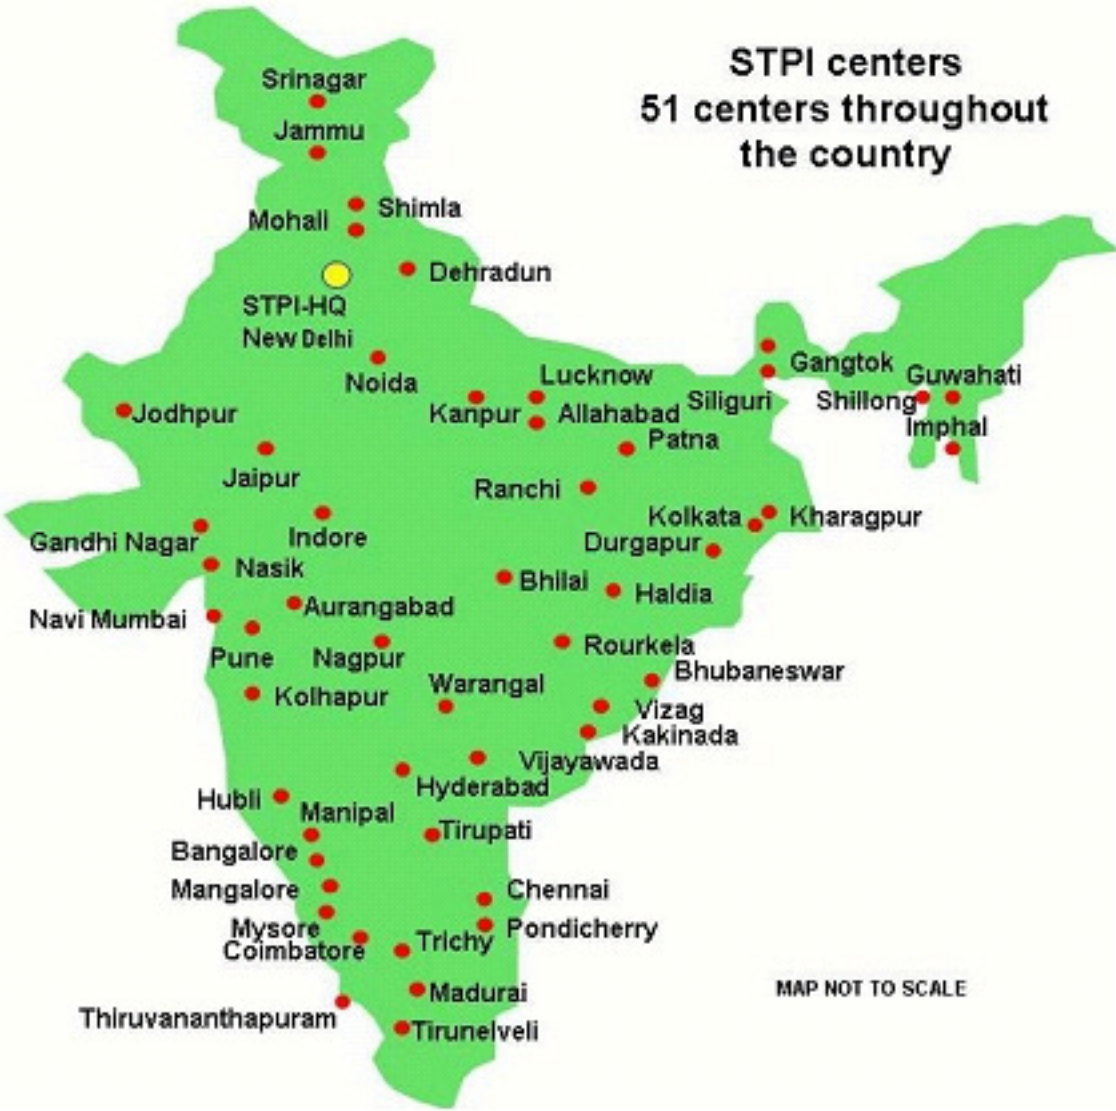 STPI centers
51 centers throughout
the country
Srinagar
Jammu
Shimla
Mohali
Dehradun
STPI-HQ
New Delhi
Noida
Gangtok
Lucknow
Guwahati
Siliguri
Shillong
Jodhpur
Kanpur
Allahabad
Imphal
Patna
Jaipur
Ranchi
Kolkata
Kharagpur
Gandhi Nagar
Indore
Durgapur
Nasik
Bhilai
Haldia
Aurangabad
Navi Mumbai
Pune
Nagpur
Rourkela
Bhubaneswar
Kolhapur
Warangal
Vizag
Kakinada
Vijayawada
Hyderabad
Hubli
Manipal
Tirupati
Bangalore
Mangalore
Chennai
Mysore
Pondicherry
Coimbatore
Trichy
Madurai
MAP NOT TO SCALE
Thiruvananthapuram
Tirunelveli